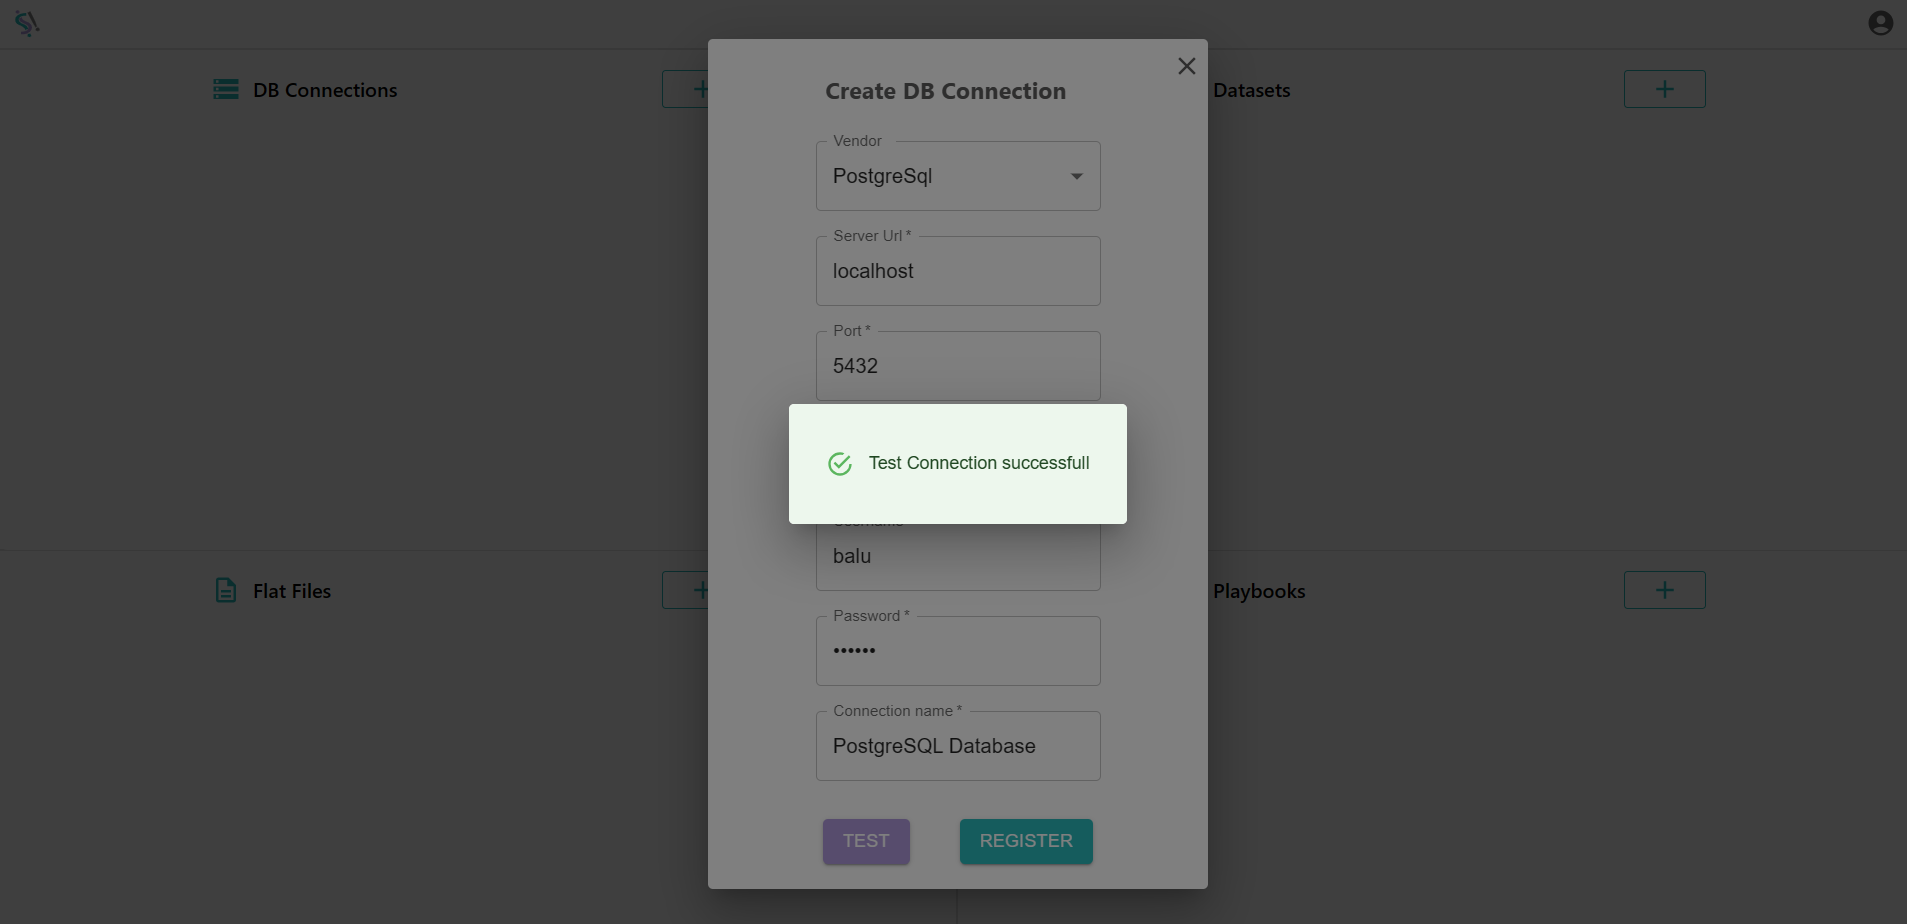 DB Connections
Datasets
Create DB Connection
Vendor
PostgreSql
Server Url *
localhost
Port *
5432
Test Connection successfull
balu
Password *
••••••
Connection name *
PostgreSQL Database
TEST
REGISTER
Flat Files
Playbooks